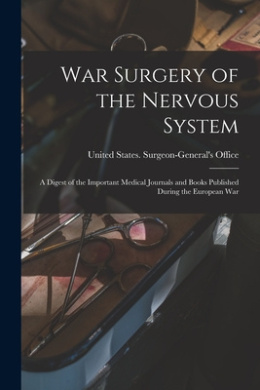 War Surgery of
the Nervous
System
United States. Surgeon-General's Office
A Digest of the Important Medical Journals and Books Published
During the European War